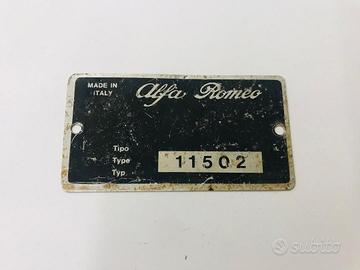 MADE IN
ITALY
Alfa Romeo
Tipo
Type 11502
Typ
subito